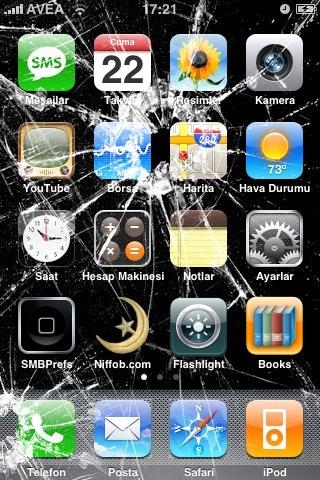 AVEA 17:21
SMS
Cuma
22
280
73°
Mesajlar Takvim Resimler Kamera
YouTube Borsa Harita Hava Durumu
Saat Hesap Makinesi Notlar Ayarlar
SMBPrefs Niffob.com Flashlight Books
Telefon Posta Safari iPod